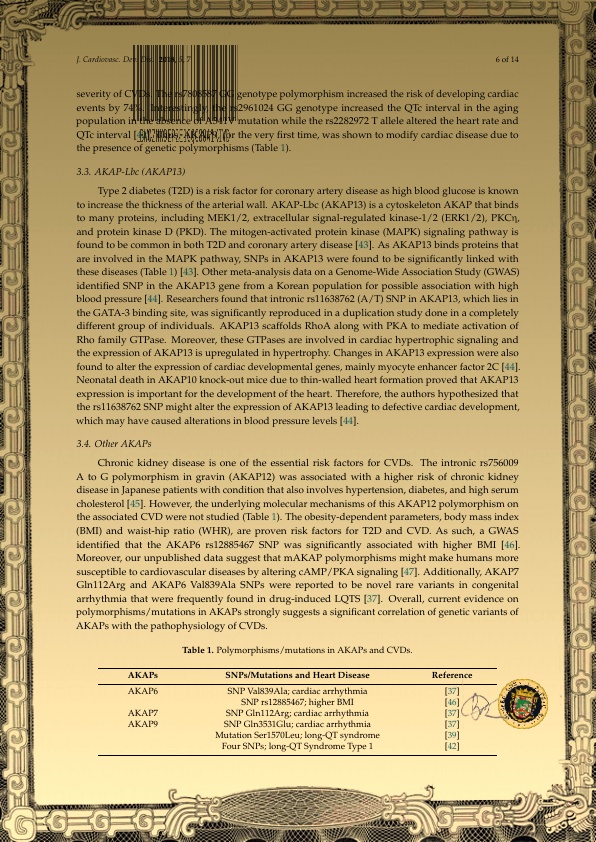 J. Cardiovasc. Dev. Dis. 2018, 5, 7
6 of 14
severity of CVDs. The rs7808587 GG genotype polymorphism increased the risk of developing cardiac
events by 74%. Interestingly, the rs2961024 GG genotype increased the QTc interval in the aging
population in the absence of A341V mutation while the rs2282972 T allele altered the heart rate and
QTc interval for the very first time, was shown to modify cardiac disease due to
the presence of genetic polymorphisms (Table 1).
3.3. AKAP-Lbc (AKAP13)
Type 2 diabetes (T2D) is a risk factor for coronary artery disease as high blood glucose is known
to increase the thickness of the arterial wall. AKAP-Lbc (AKAP13) is a cytoskeleton AKAP that binds
to many proteins, including MEK1/2, extracellular signal-regulated kinase-1/2 (ERK1/2), PKCη,
and protein kinase D (PKD). The mitogen-activated protein kinase (MAPK) signaling pathway is
found to be common in both T2D and coronary artery disease [43]. As AKAP13 binds proteins that
are involved in the MAPK pathway, SNPs in AKAP13 were found to be significantly linked with
these diseases (Table 1) [43]. Other meta-analysis data on a Genome-Wide Association Study (GWAS)
identified SNP in the AKAP13 gene from a Korean population for possible association with high
blood pressure [44]. Researchers found that intronic rs11638762 (A/T) SNP in AKAP13, which lies in
the GATA-3 binding site, was significantly reproduced in a duplication study done in a completely
different group of individuals. AKAP13 scaffolds RhoA along with PKA to mediate activation of
Rho family GTPase. Moreover, these GTPases are involved in cardiac hypertrophic signaling and
the expression of AKAP13 is upregulated in hypertrophy. Changes in AKAP13 expression were also
found to alter the expression of cardiac developmental genes, mainly myocyte enhancer factor 2C [44].
Neonatal death in AKAP10 knock-out mice due to thin-walled heart formation proved that AKAP13
expression is important for the development of the heart. Therefore, the authors hypothesized that
the rs11638762 SNP might alter the expression of AKAP13 leading to defective cardiac development,
which may have caused alterations in blood pressure levels [44].
3.4. Other AKAPs
Chronic kidney disease is one of the essential risk factors for CVDs. The intronic rs756009
A to G polymorphism in gravin (AKAP12) was associated with a higher risk of chronic kidney
disease in Japanese patients with condition that also involves hypertension, diabetes, and high serum
cholesterol [45]. However, the underlying molecular mechanisms of this AKAP12 polymorphism on
the associated CVD were not studied (Table 1). The obesity-dependent parameters, body mass index
(BMI) and waist-hip ratio (WHR), are proven risk factors for T2D and CVD. As such, a GWAS
identified that the AKAP6 rs12885467 SNP was significantly associated with higher BMI [46].
Moreover, our unpublished data suggest that mAKAP polymorphisms might make humans more
susceptible to cardiovascular diseases by altering cAMP/PKA signaling [47]. Additionally, AKAP7
Gln112Arg and AKAP6 Val839Ala SNPs were reported to be novel rare variants in congenital
arrhythmia that were frequently found in drug-induced LQTS [37]. Overall, current evidence on
polymorphisms/mutations in AKAPs strongly suggests a significant correlation of genetic variants of
AKAPs with the pathophysiology of CVDs.
Table 1. Polymorphisms/mutations in AKAPs and CVDs.
AKAPs SNPs/Mutations and Heart Disease Reference
AKAP6 SNP Val839Ala; cardiac arrhythmia [37]
SNP rs12885467; higher BMI [46]
AKAP7 SNP Gln112Arg; cardiac arrhythmia [37]
AKAP9 SNP Gln3531Glu; cardiac arrhythmia [37]
Mutation Ser1570Leu; long-QT syndrome [39]
Four SNPs; long-QT Syndrome Type 1 [42]